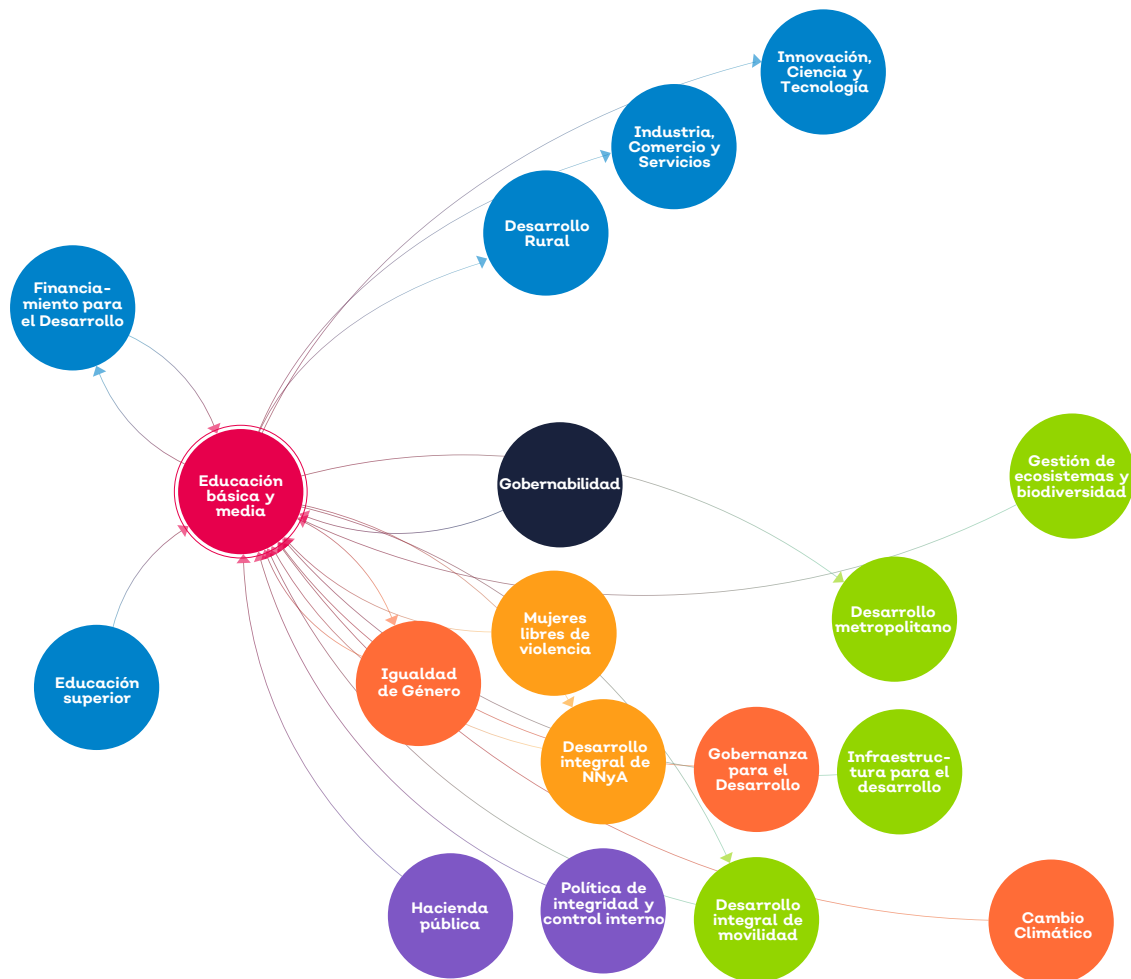 Innovación,
Ciencia y
Tecnología
Industria,
Comercio y
Servicios
Desarrollo
Rural
Financia-
miento para
el Desarrollo
Educación
básica y
media
Gobernabilidad
Gestión de
ecosistemas y
biodiversidad
Mujeres
libres de
violencia
Desarrollo
metropolitano
Igualdad
de Género
Educación
superior
Desarrollo
integral de
NNyA
Gobernanza
para el
Desarrollo
Infraestruc-
tura para el
desarrollo
Hacienda
pública
Política de
integridad y
control interno
Desarrollo
integral de
movilidad
Cambio
Climático